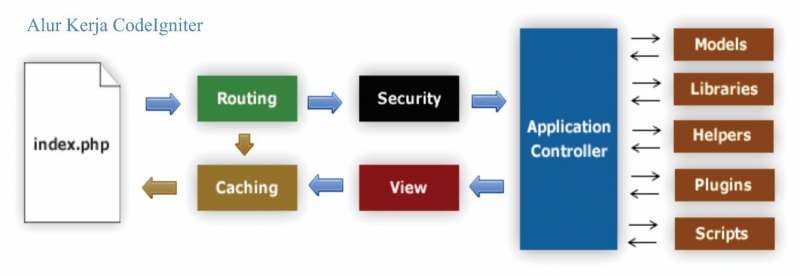 Alur Kerja CodeIgniter
index.php
Routing
Security
Caching
View
Application
Controller
Models
Libraries
Helpers
Plugins
Scripts